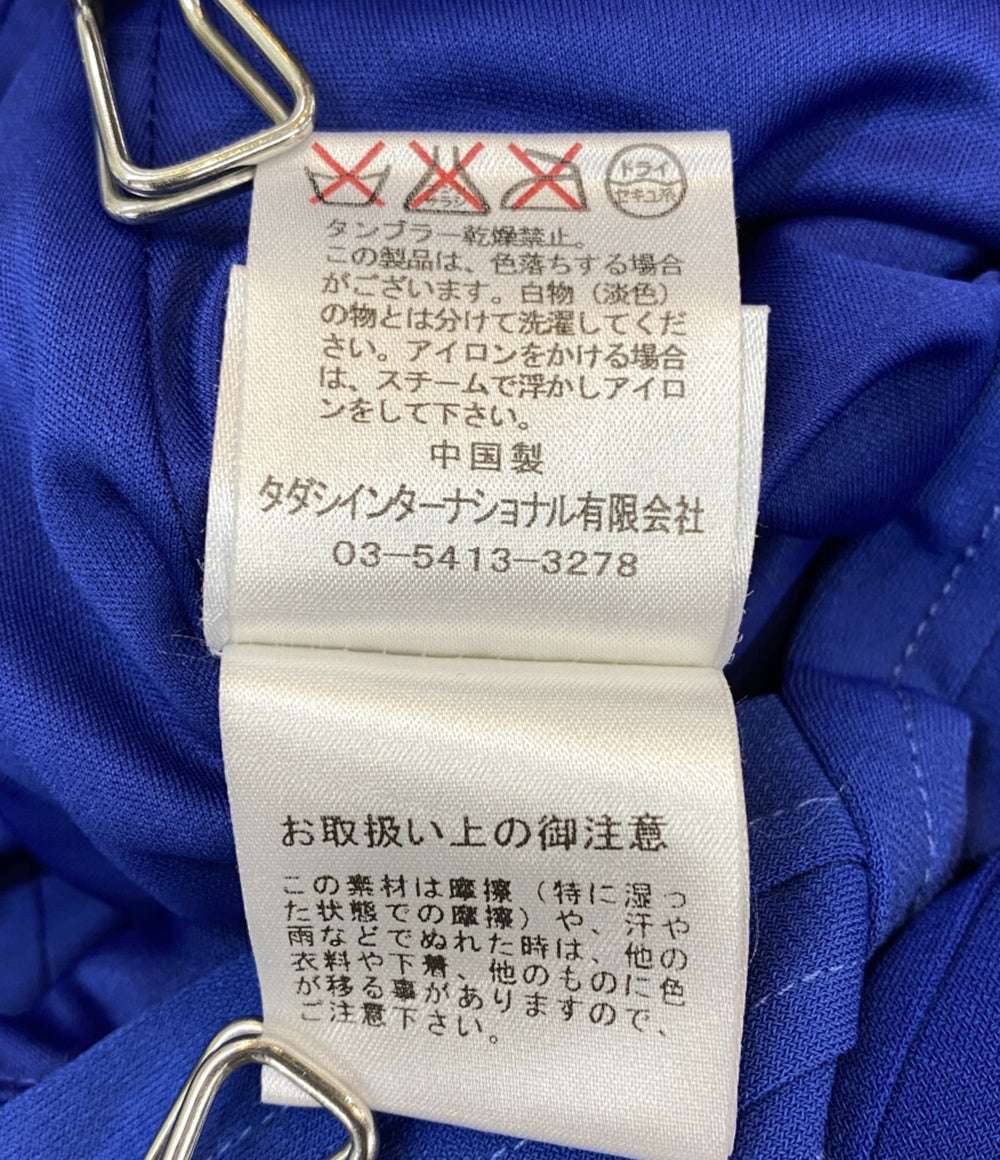 サラシ
ドライ
セキユ系
タンブラー乾燥禁止。
この製品は、色落ちする場合
がございます。白物（淡色）
の物とは分けて洗濯してくだ
さい。アイロンをかける場合
は、スチームで浮かしアイロ
ンをして下さい。
中国製
タダシインターナショナル有限会社
03-5413-3278
お取扱い上の御注意
この素材は摩擦（特に湿っ
た状態での摩擦）や、汗や
雨などでぬれた時は、他の
衣料や下着、他のものに色
が移る事がありますので、
ご注意下さい。